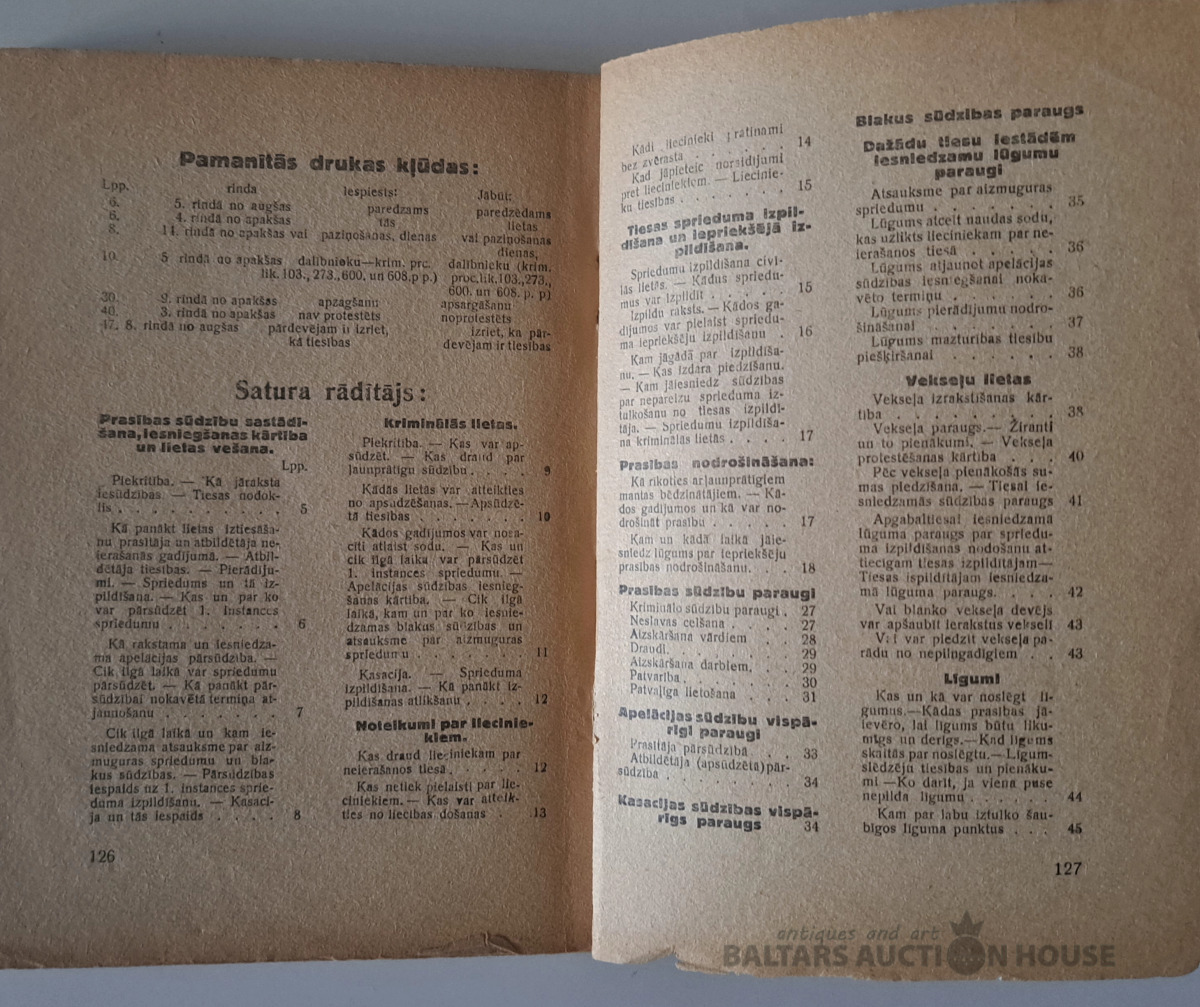 Pamanītās drukas kļūdas:
Lpp. rinda Iespiests: Jābūt:
6. 5. rindā no augšas paredzams paredzēdams
6. 4. rindā no apakšas tās lietas
8. 11. rindā no apakšas vai paziņošanas, dienas vai paziņošanas
dienas,
10. 5 rindā no apakšas dalibnieku—krim. prc. dalibnieku (krim.
lik.103., 273.,600, un 608.p p.) proc.lik.103.,273.,
600. un 608. p. p)
30. 9. rindā no apakšas apzagšanu apsargāšanu
40. 3. rindā no apakšas nav protestēts noprotestēts
47. 8. rindā no augšas pārdevējam ir izriet, izriet, ka pār-
kā tiesības devējam ir tiesības
Satura rādītājs:
Prasības sūdzību sastādī-
šana, iesniegšanas kārtība
un lietas vešana.
Lpp.
Piekritība. — Kā jāraksta
iesūdzības. — Tiesas nodok-
lis . . . . . . . . . 5
Kā panākt lietas iztiesāša-
nu prasītāja un atbildētāja ne-
ierašanās gadījumā. — Atbil-
dētāja tiesības. — Pierādīju-
mi. — Spriedums un tā iz-
pildīšana. — Kas un par ko
var pārsūdzēt 1. instances
spriedumu . . . . . . 6
Kā rakstāma un iesniedza-
ma apelācijas pārsūdzība. —
Cik ilgā laikā var spriedumu
pārsūdzēt. — Kā panākt pār-
sūdzībai nokavētā termiņa at-
jaunošanu . . . . . . 7
Cik ilgā laikā un kam ie-
sniedzama atsauksme par aiz-
muguras spriedumu un bla-
kus sūdzības. — Pārsūdzības
iespaids uz 1. instances sprie-
duma izpildīšanu. — Kasaci-
ja un tās iespaids . . . . 8
126
Kriminālās lietas.
Piekritība. — Kas var ap-
sūdzēt. — Kas draud par
ļaunprātīgu sūdzību . . . . 9
Kādās lietās var atteikties
no apsūdzēšanas. — Apsūdzē-
tā tiesības . . . . . . 10
Kādos gadījumos var nosa-
cīti atlaist sodu. — Kas un
cik ilgā laikā var pārsūdzēt
1. instances spriedumu. —
Apelācijas sūdzības iesnieg-
šanas kārtība. — Cik ilgā
laikā, kam un par ko iesnie-
dzamas blakus sūdzības un
atsauksme par aizmuguras
spriedumu . . . . . . 11
Kasacija. — Sprieduma
izpildīšana. — Kā panākt iz-
pildīšanas atlikšanu . . . . 12
Noteikumi par liecinie-
kiem.
Kas draud lieciniekam par
neierašanos tiesā . . . . . 12
Kas netiek pielaisti par lie-
ciniekiem. — Kas var atteik-
ties no liecības došanas . . 13
Kādi liecinieki pratinami
bez zvērasta . . . . . . 14
Kad jāpieteic noraidījumi
pret lieciniekiem. — Liecinie-
ka tiesības . . . . . . 15
Tiesas sprieduma izpil-
dīšana un iepriekšējā iz-
pildīšana.
Spriedumu izpildīšana civi-
lās lietās. — Kādus spriedu-
mus var izpildīt . . . . . 15
Izpildu raksts. — Kādos ga-
dījumos var pielaist spriedu-
ma iepriekšēju izpildīšanu . 16
Kam jāgādā par izpildīša-
nu. — Kas izdara piedzīšanu.
— Kam jāiesniedz sūdzības
par nepareizu sprieduma iz-
tulkošanu no tiesas izpildī-
tāja. — Spriedumu izpildīša-
na kriminālās lietās . . . . 17
Prasības nodrošināšana:
Kā rīkoties ar ļaunprātīgiem
mantas bēdzinātājiem. — Kā-
dos gadījumos un kā var no-
drošināt prasību . . . . 17
Kam un kādā laikā jāie-
sniedz lūgums par iepriekšēju
prasības nodrošināšanu. . . 18
Prasības sūdzību paraugi
Kriminālo sūdzību paraugi . 27
Neslavas celšana . . . 27
Aizskāršana vārdiem . . 28
Draudi. . . . . . . 29
Aizskāršana darbiem. . . 29
Patvarība . . . . . . 30
Patvaļīga lietošana . . . 31
Apelācijas sūdzību vispā-
rīgi paraugi
Prasītāja pārsūdzība . . 33
Atbildētāja (apsūdzētā) pār-
sūdzība . . . . . . . 34
Kasacijas sūdzības vispā-
rīgs paraugs 34
Blakus sūdzības paraugs
Dažādu tiesu iestādēm
iesniedzamu lūgumu
paraugi
Atsauksme par aizmuguras
spriedumu . . . . . . 35
Lūgums atcelt naudas sodu,
kas uzlikts lieciniekam par ne-
ierašanos tiesā . . . . . 36
Lūgums atjaunot apelācijas
sūdzības iesniegšanai noka-
vēto termiņu . . . . . . 36
Lūgums pierādījumu nodro-
šināšanai . . . . . . . 37
Lūgums mazturības tiesību
piešķiršanai . . . . . . 38
Vekseļu lietas
Vekseļa izrakstīšanas kār-
tība . . . . . . . . . 38
Vekseļa paraugs. — Žiranti
un to pienākumi. — Vekseļa
protestēšanas kārtība . . . 40
Pēc vekseļa pienākošās su-
mas piedzīšana. — Tiesai ie-
sniedzamās sūdzības paraugs 41
Apgabaltiesai iesniedzamā
lūguma paraugs par spriedu-
ma izpildīšanas nodošanu at-
tiecīgam tiesas izpildītājam—
Tiesas ispildītājam iesniedza-
mā lūguma paraugs. . . . 42
Vai blanko vekseļa devējs
var apšaubīt ierakstus vekselī 43
Vai var piedzīt vekseļa pa-
rādu no nepilngadīgiem . . 43
Līgumi
Kas un kā var noslēgt lī-
gumus.—Kādas prasības jā-
ievēro, lai līgums būtu liku-
mīgs un derīgs.—Kad līgums
skaitās par noslēgtu.— Līgum-
slēdzēju tiesības un pienāku-
mi —Ko darīt, ja viena puse
nepilda līgumu . . . . . . 44
Kam par labu iztulko šau-
bīgos līguma punktus . . . 45
127
antiques and art
BALTARS AUCTION HOUSE